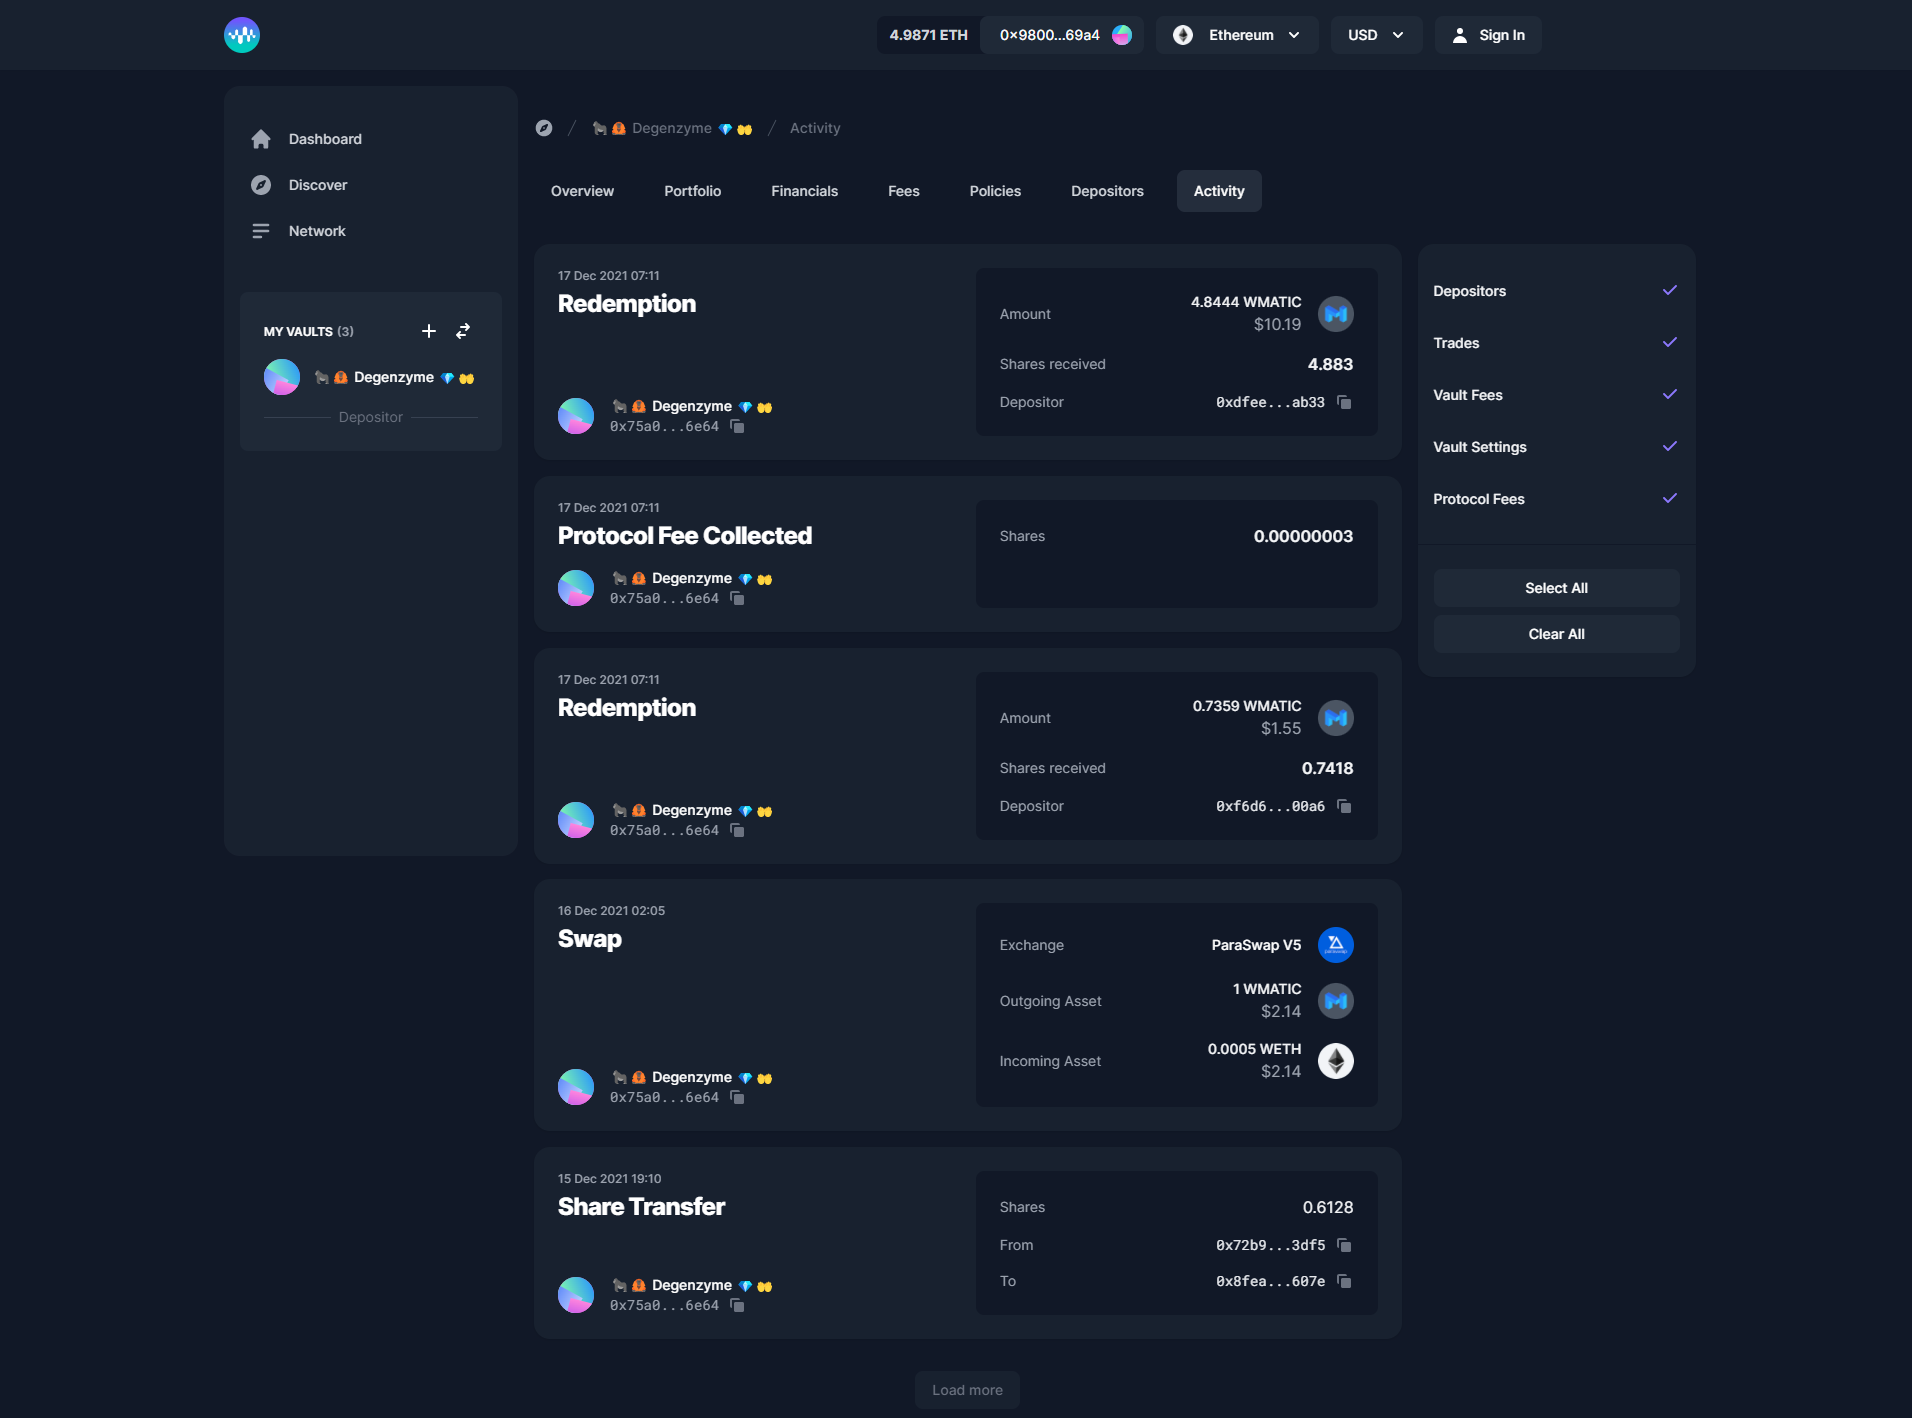 4.9871 ETH
0×9800...69a4
Ethereum
USD
Sign In
Dashboard
Discover
Network
MY VAULTS (3)
🦍 🦧 Degenzyme 💎 👐
Depositor
/ 🦍 🦧 Degenzyme 💎 👐 / Activity
Overview Portfolio Financials Fees Policies Depositors Activity
17 Dec 2021 07:11
Redemption
🦍 🦧 Degenzyme 💎 👐
0x75a0...6e64
Amount
4.8444 WMATIC
$10.19
Shares received 4.883
Depositor 0xdfee...ab33
17 Dec 2021 07:11
Protocol Fee Collected
🦍 🦧 Degenzyme 💎 👐
0x75a0...6e64
Shares 0.00000003
17 Dec 2021 07:11
Redemption
🦍 🦧 Degenzyme 💎 👐
0x75a0...6e64
Amount
0.7359 WMATIC
$1.55
Shares received 0.7418
Depositor 0xf6d6...00a6
16 Dec 2021 02:05
Swap
🦍 🦧 Degenzyme 💎 👐
0x75a0...6e64
Exchange ParaSwap V5
Outgoing Asset
1 WMATIC
$2.14
Incoming Asset
0.0005 WETH
$2.14
15 Dec 2021 19:10
Share Transfer
🦍 🦧 Degenzyme 💎 👐
0x75a0...6e64
Shares 0.6128
From 0x72b9...3df5
To 0x8fea...607e
Load more
Depositors
Trades
Vault Fees
Vault Settings
Protocol Fees
Select All
Clear All